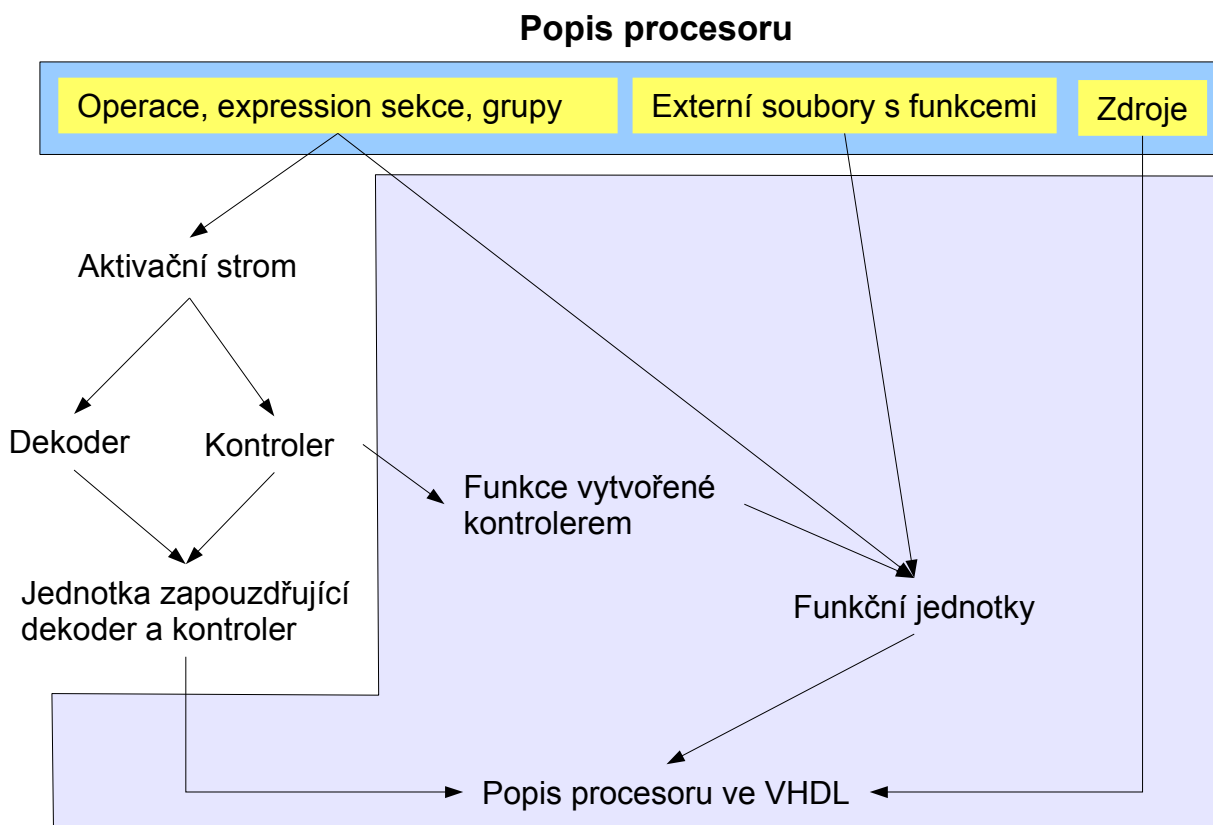 Popis procesoru
Operace, expression sekce, grupy
Externí soubory s funkcemi
Zdroje
Aktivační strom
Dekoder
Kontroler
Funkce vytvořené
kontrolerem
Jednotka zapouzdřující
dekoder a kontroler
Funkční jednotky
Popis procesoru ve VHDL